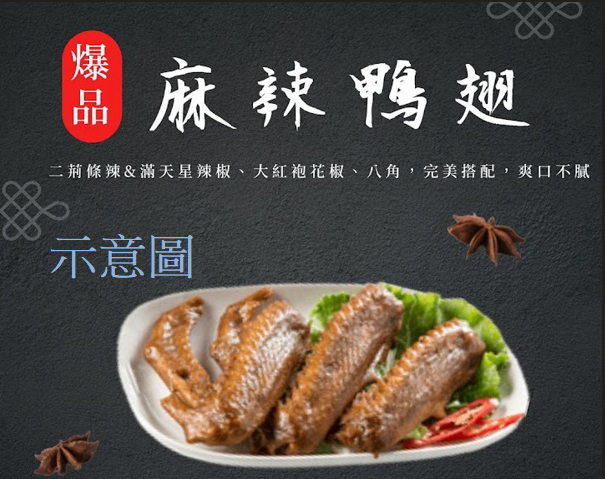 爆品
麻辣鴨翅
二荊條辣&滿天星辣椒、大紅袍花椒、八角，完美搭配，爽口不膩
示意圖